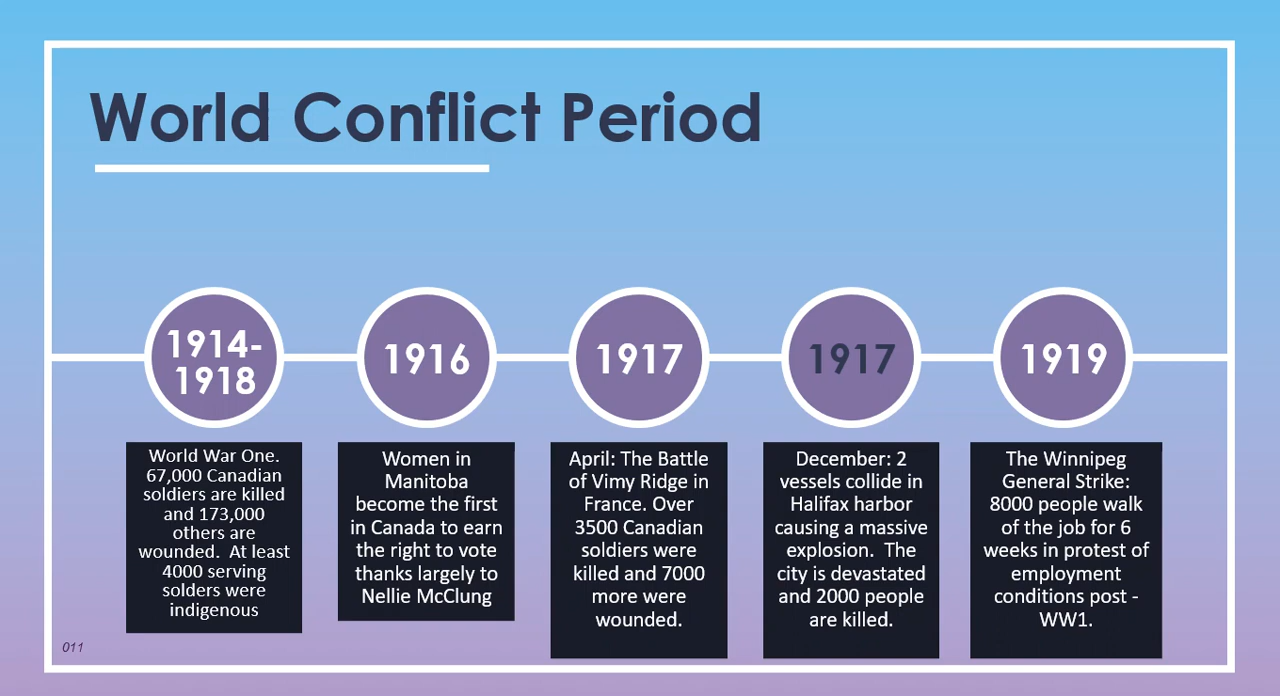 World Conflict Period
1914-
1918
1916
1917
1917
1919
World War One.
67,000 Canadian
soldiers are killed
and 173,000
others are
wounded.  At least
4000 serving
solders were
indigenous
Women in
Manitoba
become the first
in Canada to earn
the right to vote
thanks largely to
Nellie McClung
April: The Battle
of Vimy Ridge in
France. Over
3500 Canadian
soldiers were
killed and 7000
more were
wounded.
December: 2
vessels collide in
Halifax harbor
causing a massive
explosion.  The
city is devastated
and 2000 people
are killed.
The Winnipeg
General Strike:
8000 people walk
of the job for 6
weeks in protest of
employment
conditions post -
WW1.
011